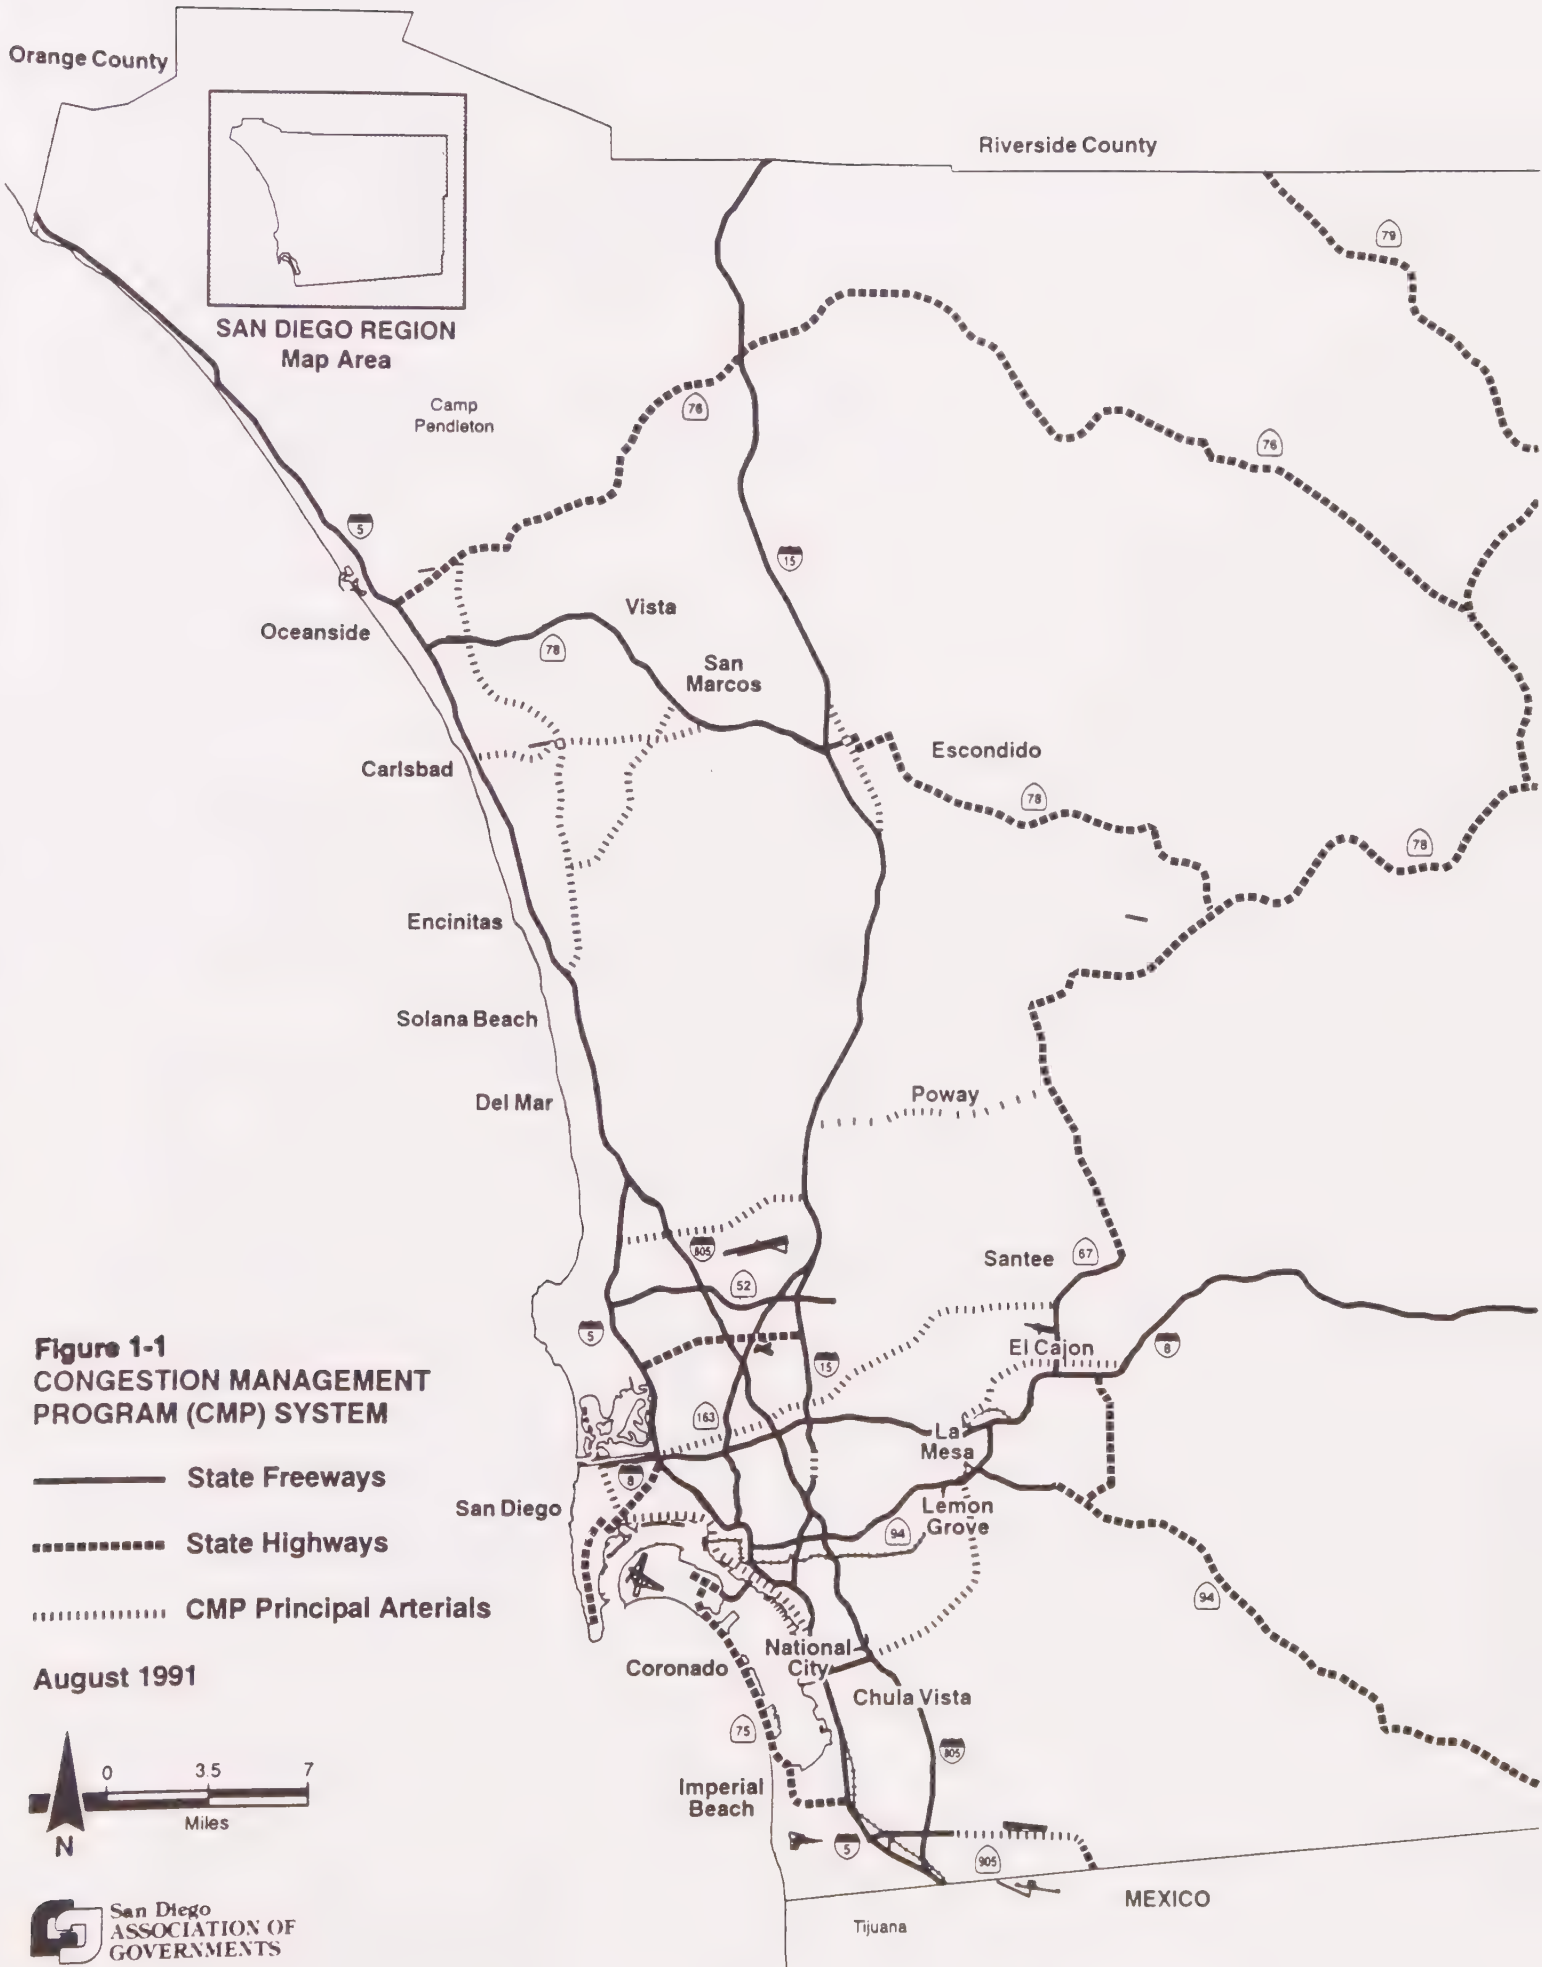 Orange County
Riverside County
79
SAN DIEGO REGION
Map Area
Camp
Pendleton
76
76
5
15
Vista
Oceanside
78
San
Marcos
Escondido
Carlsbad
78
78
Encinitas
Solana Beach
Del Mar
Poway
805
Santee
67
52
5
El Cajon
8
15
Figure 1-1
CONGESTION MANAGEMENT
PROGRAM (CMP) SYSTEM
163
La
Mesa
State Freeways
8
San Diego
Lemon
Grove
94
State Highways
94
CMP Principal Arterials
National
City
Coronado
August 1991
Chula Vista
75
805
0 3.5 7
Miles
N
Imperial
Beach
5
905
MEXICO
Tijuana
San Diego
ASSOCIATION OF
GOVERNMENTS